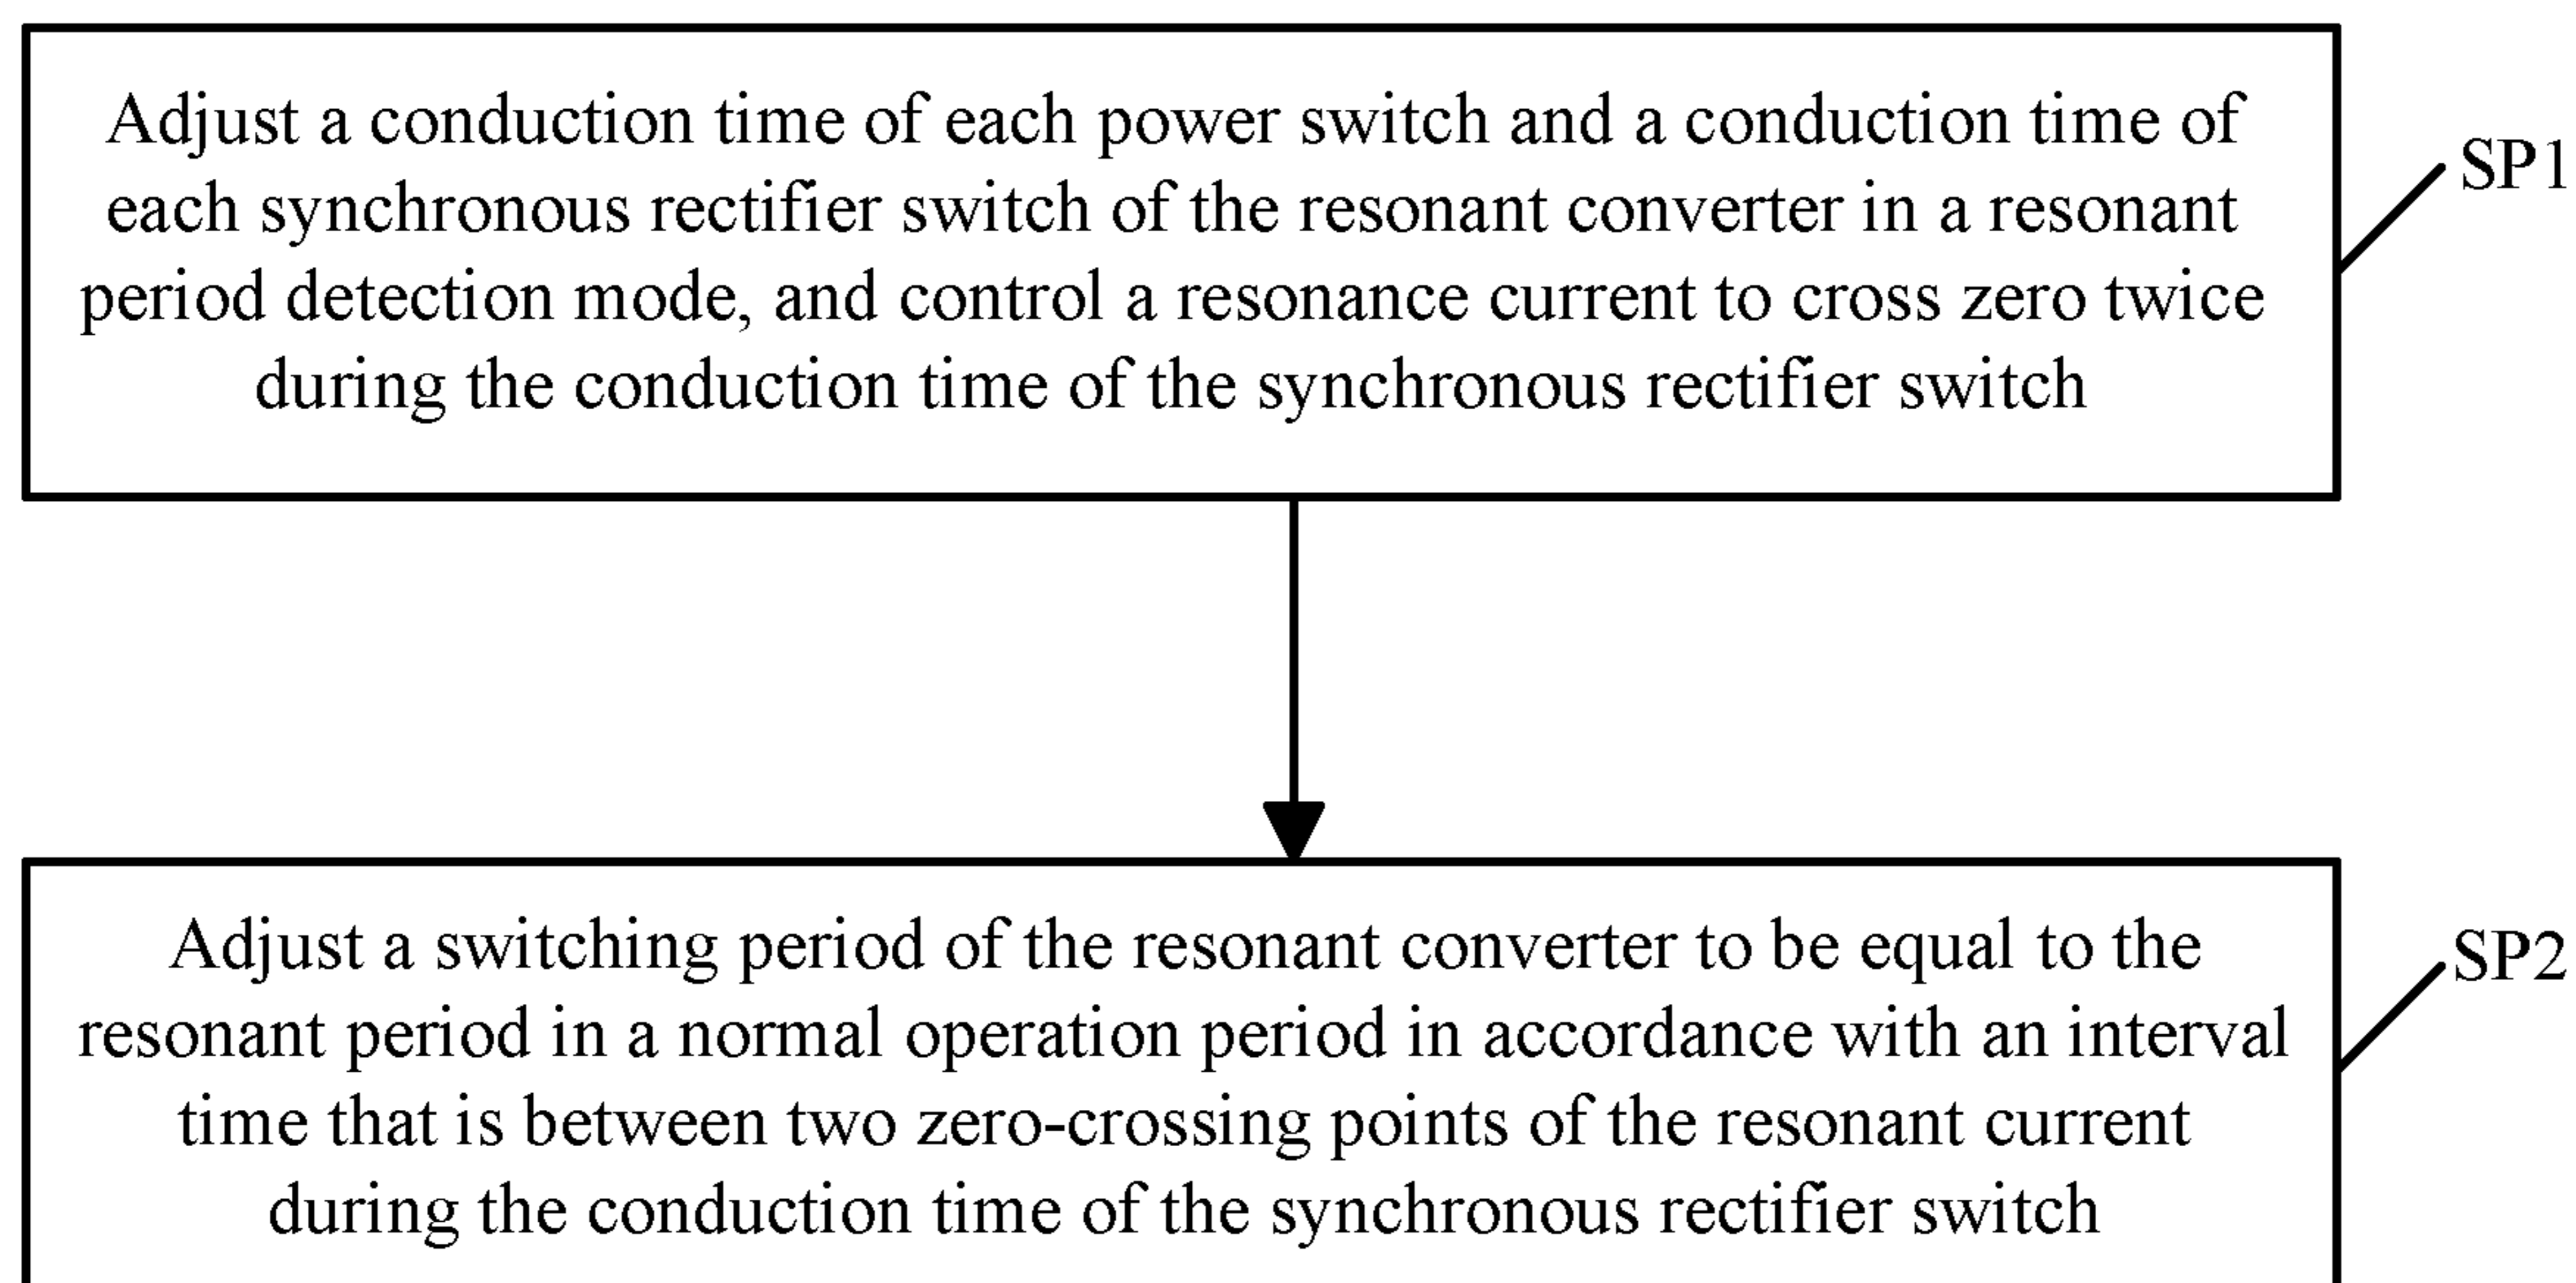 Adjust a conduction time of each power switch and a conduction time of
each synchronous rectifier switch of the resonant converter in a resonant
period detection mode, and control a resonance current to cross zero twice
during the conduction time of the synchronous rectifier switch
SP1
Adjust a switching period of the resonant converter to be equal to the
resonant period in a normal operation period in accordance with an interval
time that is between two zero-crossing points of the resonant current
during the conduction time of the synchronous rectifier switch
SP2